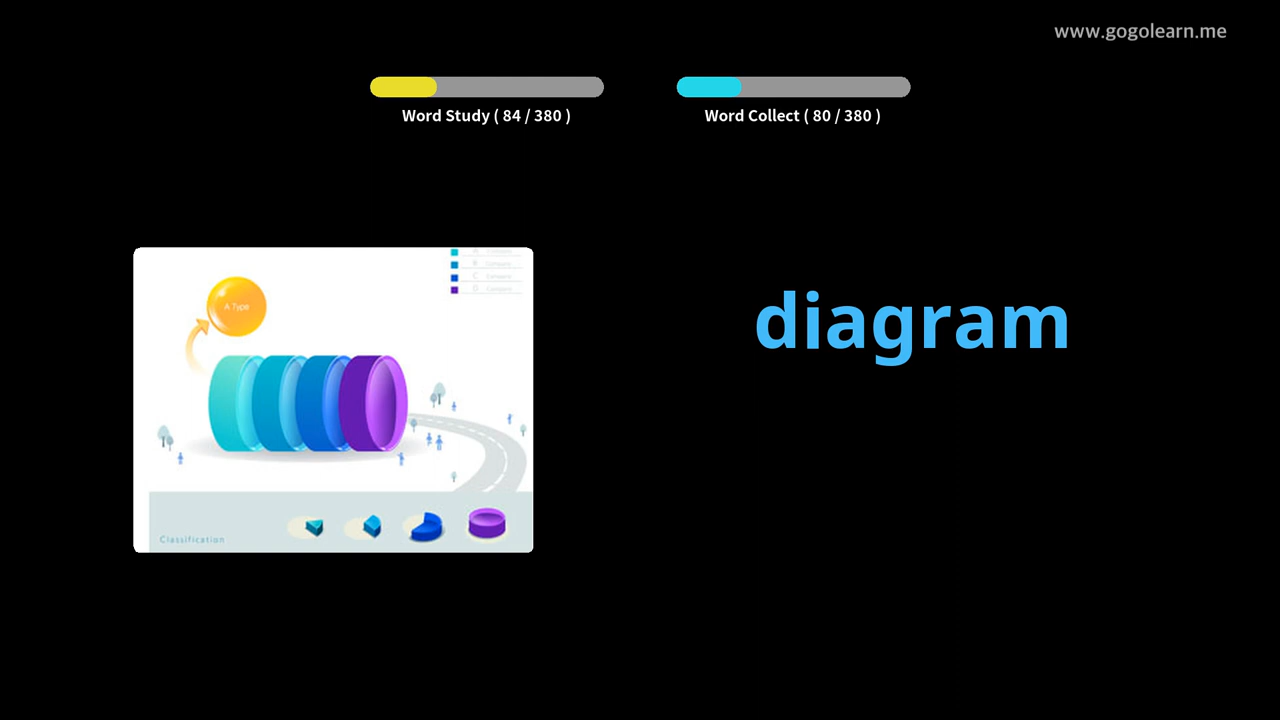 www.gogolearn.me
Word Study ( 84 / 380 )
Word Collect ( 80 / 380 )
A Type
diagram
Classification